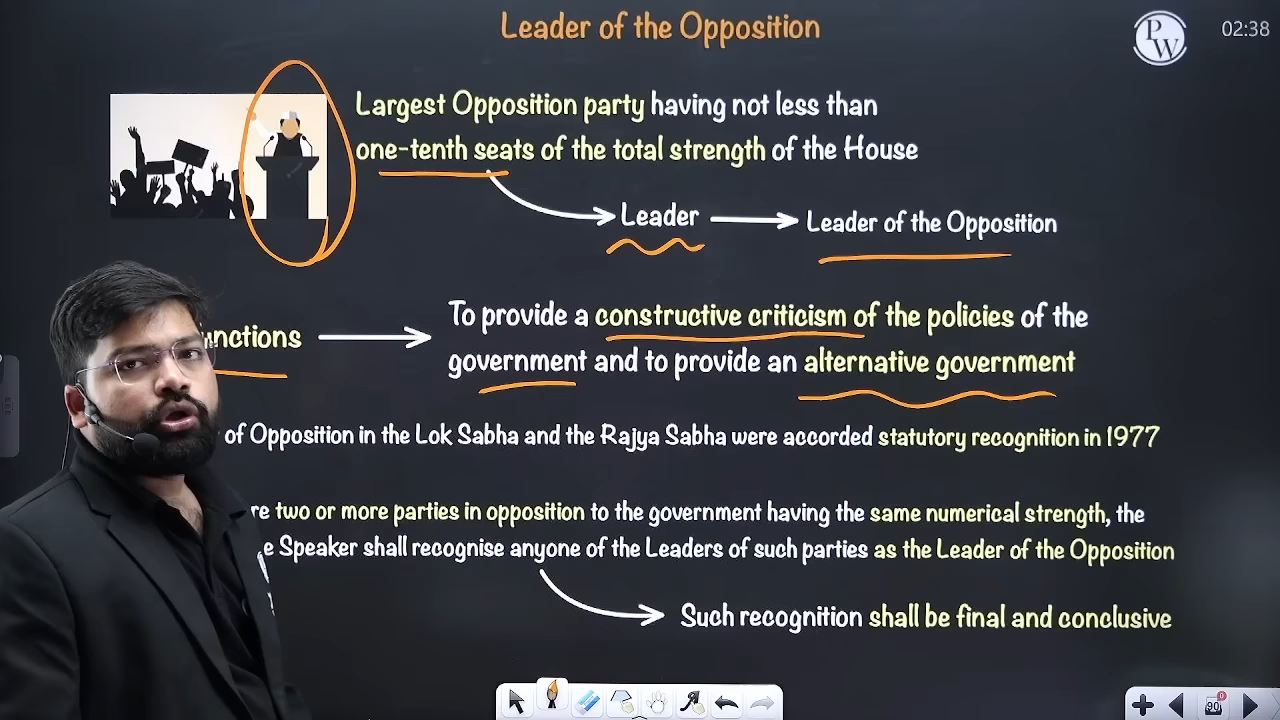 Leader of the Opposition
PW
02:38
Largest Opposition party having not less than
one-tenth seats of the total strength of the House
Leader
Leader of the Opposition
To provide a constructive criticism of the policies of the
government and to provide an alternative government
of Opposition in the Lok Sabha and the Rajya Sabha were accorded statutory recognition in 1977
two or more parties in opposition to the government having the same numerical strength, the
Speaker shall recognise anyone of the Leaders of such parties as the Leader of the Opposition
Such recognition shall be final and conclusive
90
0